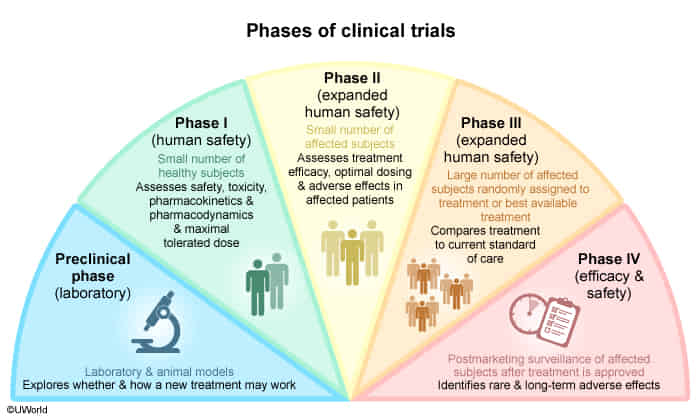 Phases of clinical trials
Preclinical
phase
(laboratory)
Laboratory & animal models
Explores whether & how a new treatment may work
Phase I
(human safety)
Small number of
healthy subjects
Assesses safety, toxicity,
pharmacokinetics &
pharmacodynamics
& maximal
tolerated dose
Phase II
(expanded
human safety)
Small number of
affected subjects
Assesses treatment
efficacy, optimal dosing
& adverse effects in
affected patients
Phase III
(expanded
human safety)
Large number of affected
subjects randomly assigned to
treatment or best available
treatment
Compares treatment
to current standard
of care
Phase IV
(efficacy &
safety)
Postmarketing surveillance of affected
subjects after treatment is approved
Identifies rare & long-term adverse effects
©UWorld